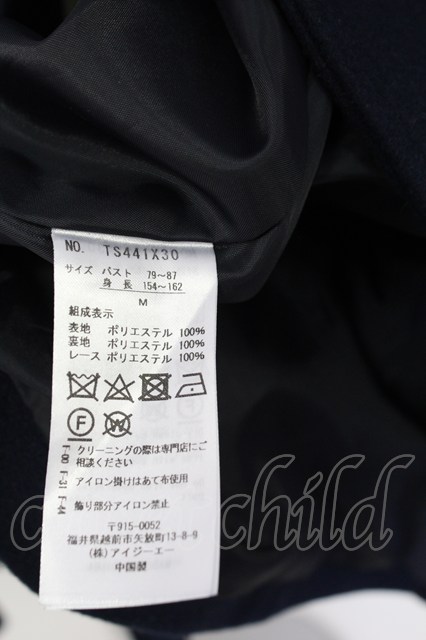 NO. TS441X30
サイズ バスト 79〜87
身 長 154〜162
M
組成表示
表地 ポリエステル 100%
裏地 ポリエステル 100%
レース ポリエステル 100%
F W
F-00 F-31 F-44
クリーニングの際は専門店にご
相談ください
アイロン掛けはあて布使用
飾り部分アイロン禁止
〒915-0052
福井県越前市矢放町13-8-9
(株)アイジーエー
中国製
child